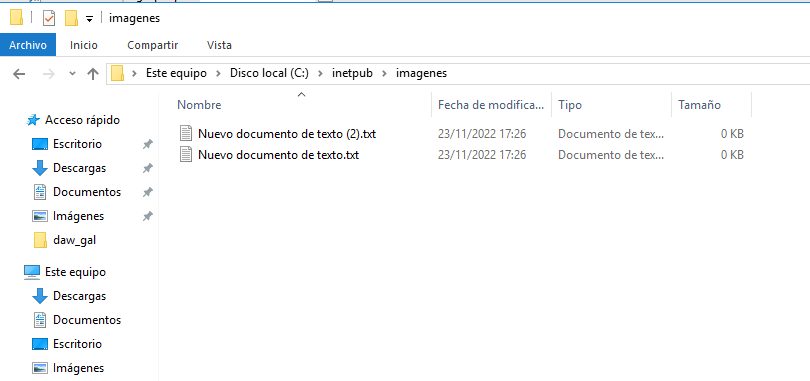 imagenes
Archivo Inicio Compartir Vista
Este equipo Disco local (C:) inetpub imagenes
Nombre Fecha de modifica... Tipo Tamaño
Acceso rápido
Escritorio
Descargas
Documentos
Imágenes
daw_gal
Este equipo
Descargas
Documentos
Escritorio
Imágenes
Nuevo documento de texto (2).txt 23/11/2022 17:26 Documento de tex... 0 KB
Nuevo documento de texto.txt 23/11/2022 17:26 Documento de tex... 0 KB